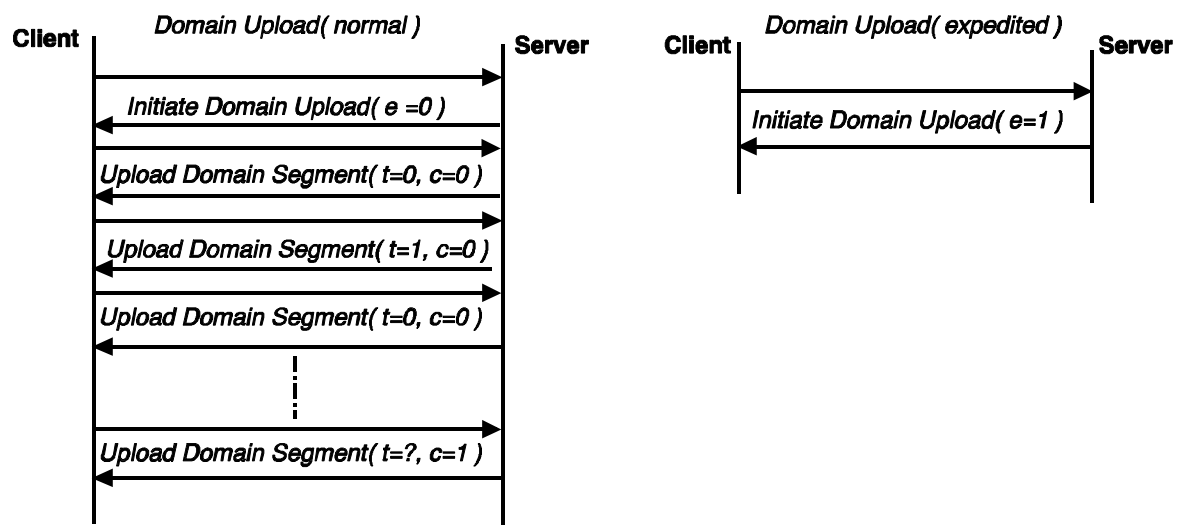 Domain Upload( normal )
Client
Server
Initiate Domain Upload( e =0 )
Upload Domain Segment( t=0, c=0 )
Upload Domain Segment( t=1, c=0 )
Upload Domain Segment( t=0, c=0 )
Upload Domain Segment( t=?, c=1 )
Domain Upload( expedited )
Client
Server
Initiate Domain Upload( e=1 )